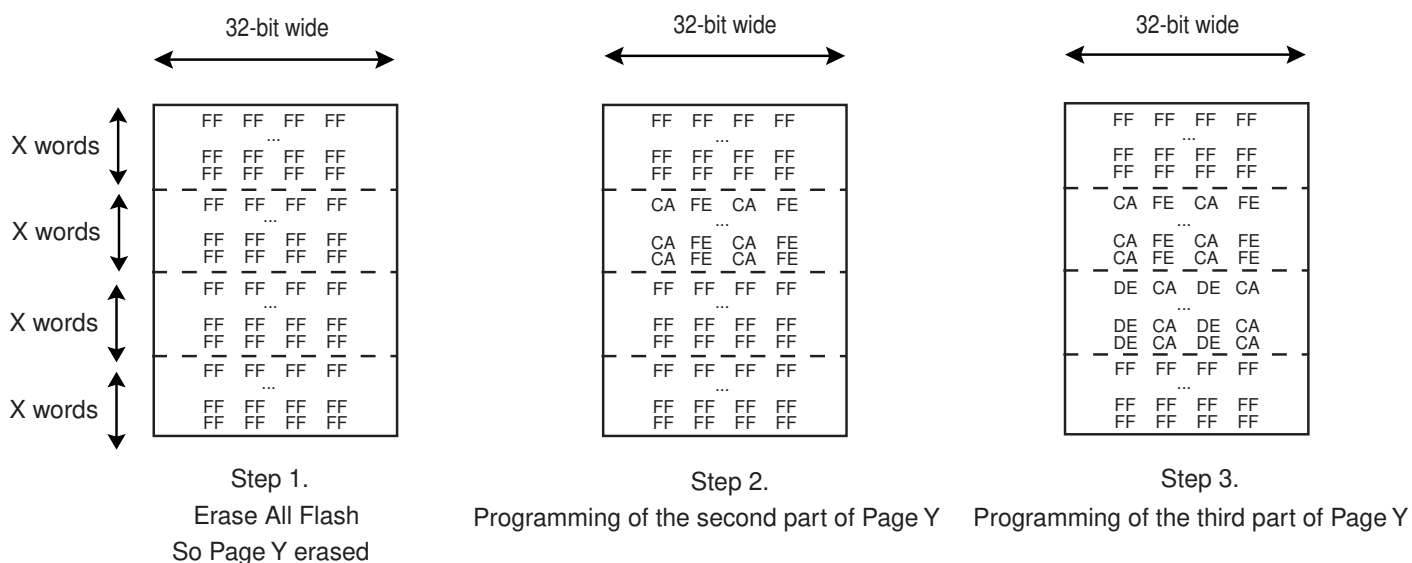 32-bit wide
X words
FF FF FF FF
...
FF FF FF FF
FF FF FF FF
X words
FF FF FF FF
...
FF FF FF FF
FF FF FF FF
X words
FF FF FF FF
...
FF FF FF FF
FF FF FF FF
X words
FF FF FF FF
...
FF FF FF FF
FF FF FF FF
Step 1.
Erase All Flash
So Page Y erased
32-bit wide
FF FF FF FF
...
FF FF FF FF
FF FF FF FF
CA FE CA FE
...
CA FE CA FE
CA FE CA FE
FF FF FF FF
...
FF FF FF FF
FF FF FF FF
FF FF FF FF
...
FF FF FF FF
FF FF FF FF
Step 2.
Programming of the second part of Page Y
32-bit wide
FF FF FF FF
...
FF FF FF FF
FF FF FF FF
CA FE CA FE
...
CA FE CA FE
CA FE CA FE
DE CA DE CA
...
DE CA DE CA
DE CA DE CA
FF FF FF FF
...
FF FF FF FF
FF FF FF FF
Step 3.
Programming of the third part of Page Y